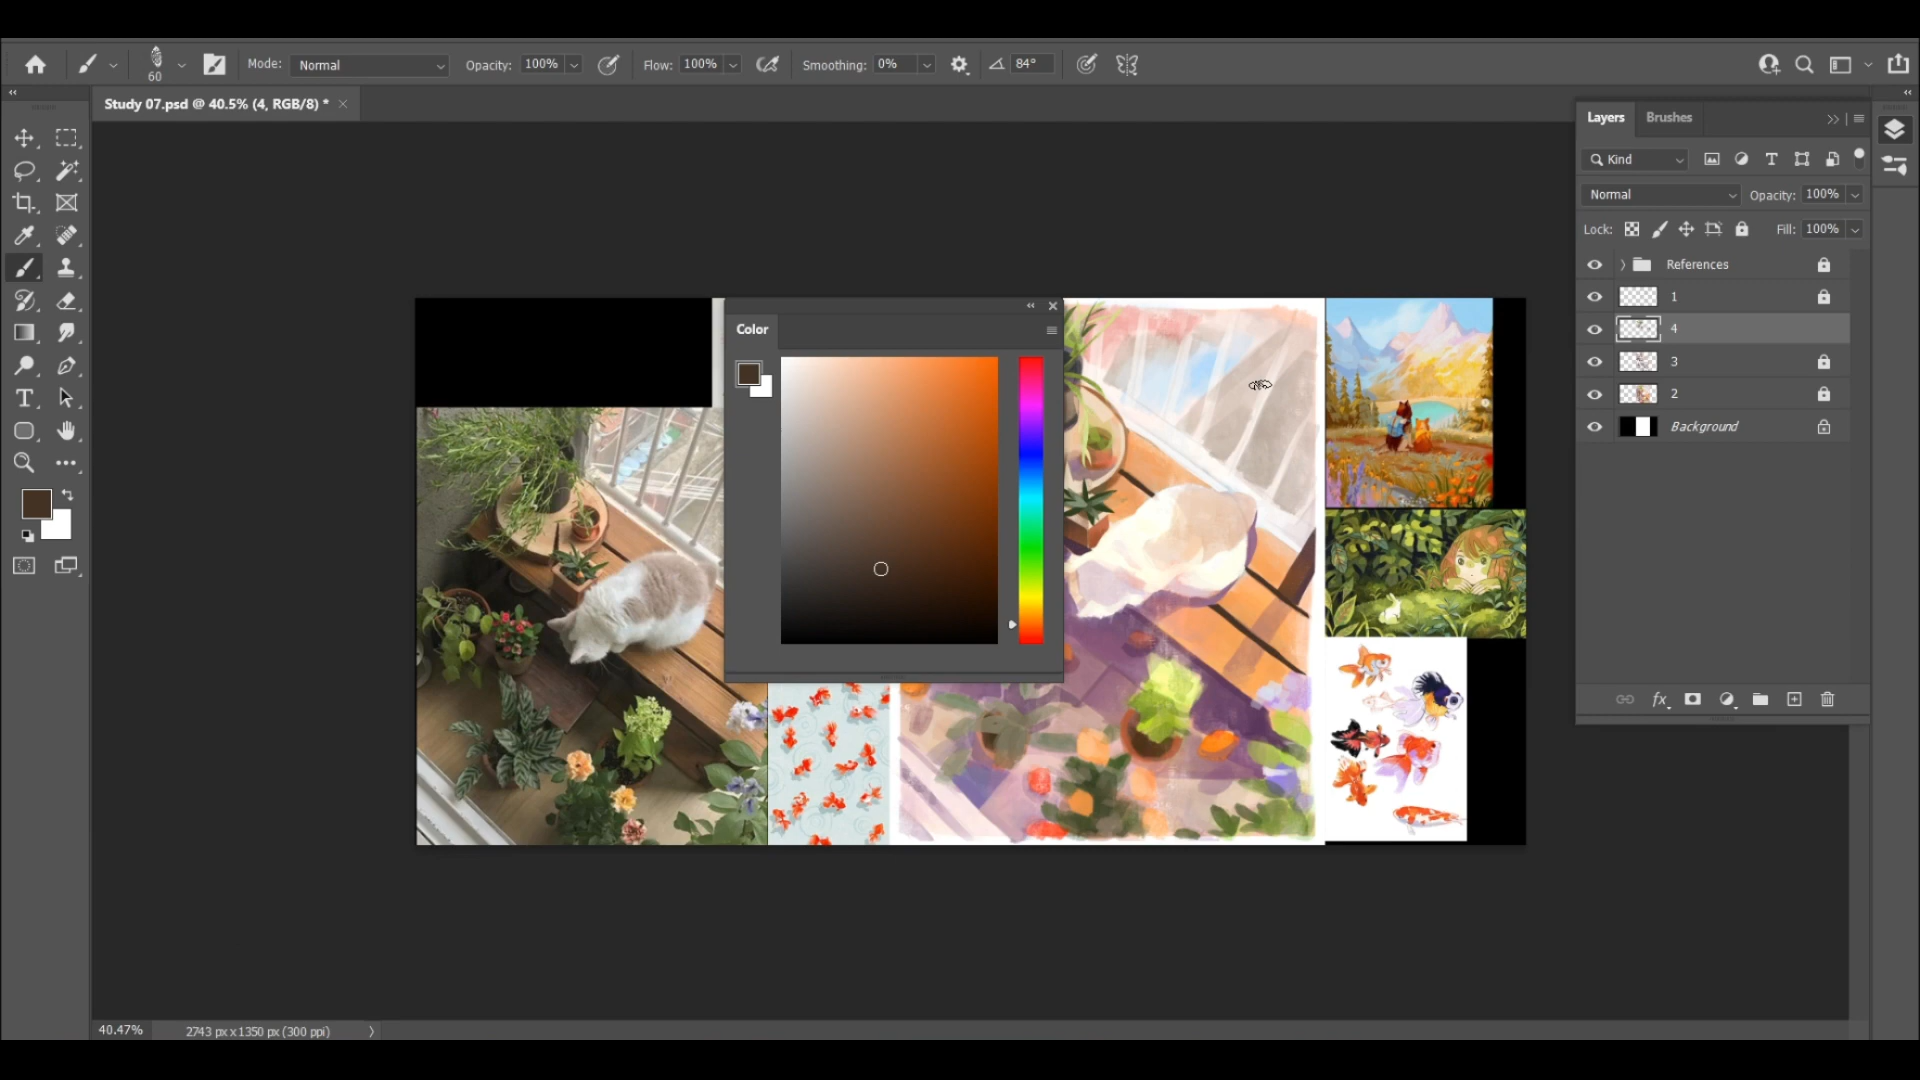 60
Mode: Normal
Opacity: 100%
Flow: 100%
Smoothing: 0%
84°
Study 07.psd @ 40.5% (4, RGB/8) *
Layers
Brushes
Kind
Normal
Opacity: 100%
Lock:
Fill: 100%
References
1
4
3
2
Background
fx
Color
40.47%
2743 px x 1350 px (300 ppi)